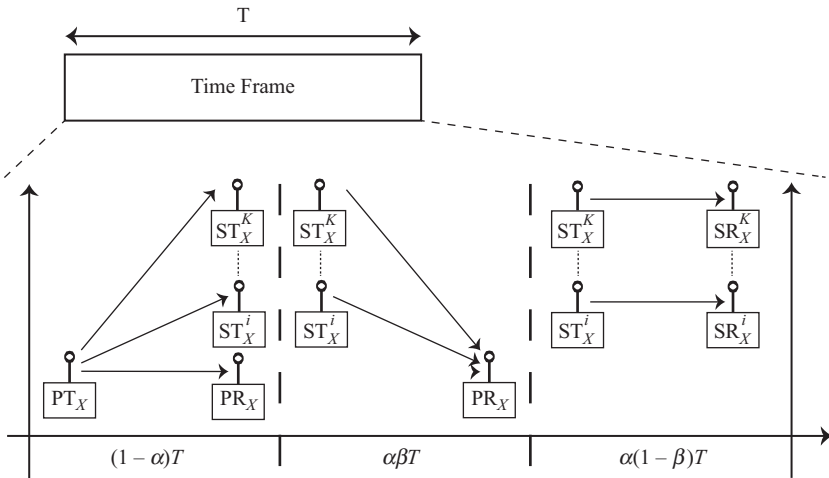 T
Time Frame
ST_X^K
ST_X^K
ST_X^K
SR_X^K
ST_X^i
ST_X^i
ST_X^i
SR_X^i
PT_X
PR_X
PR_X
(1 – α)T
αβT
α(1 – β)T